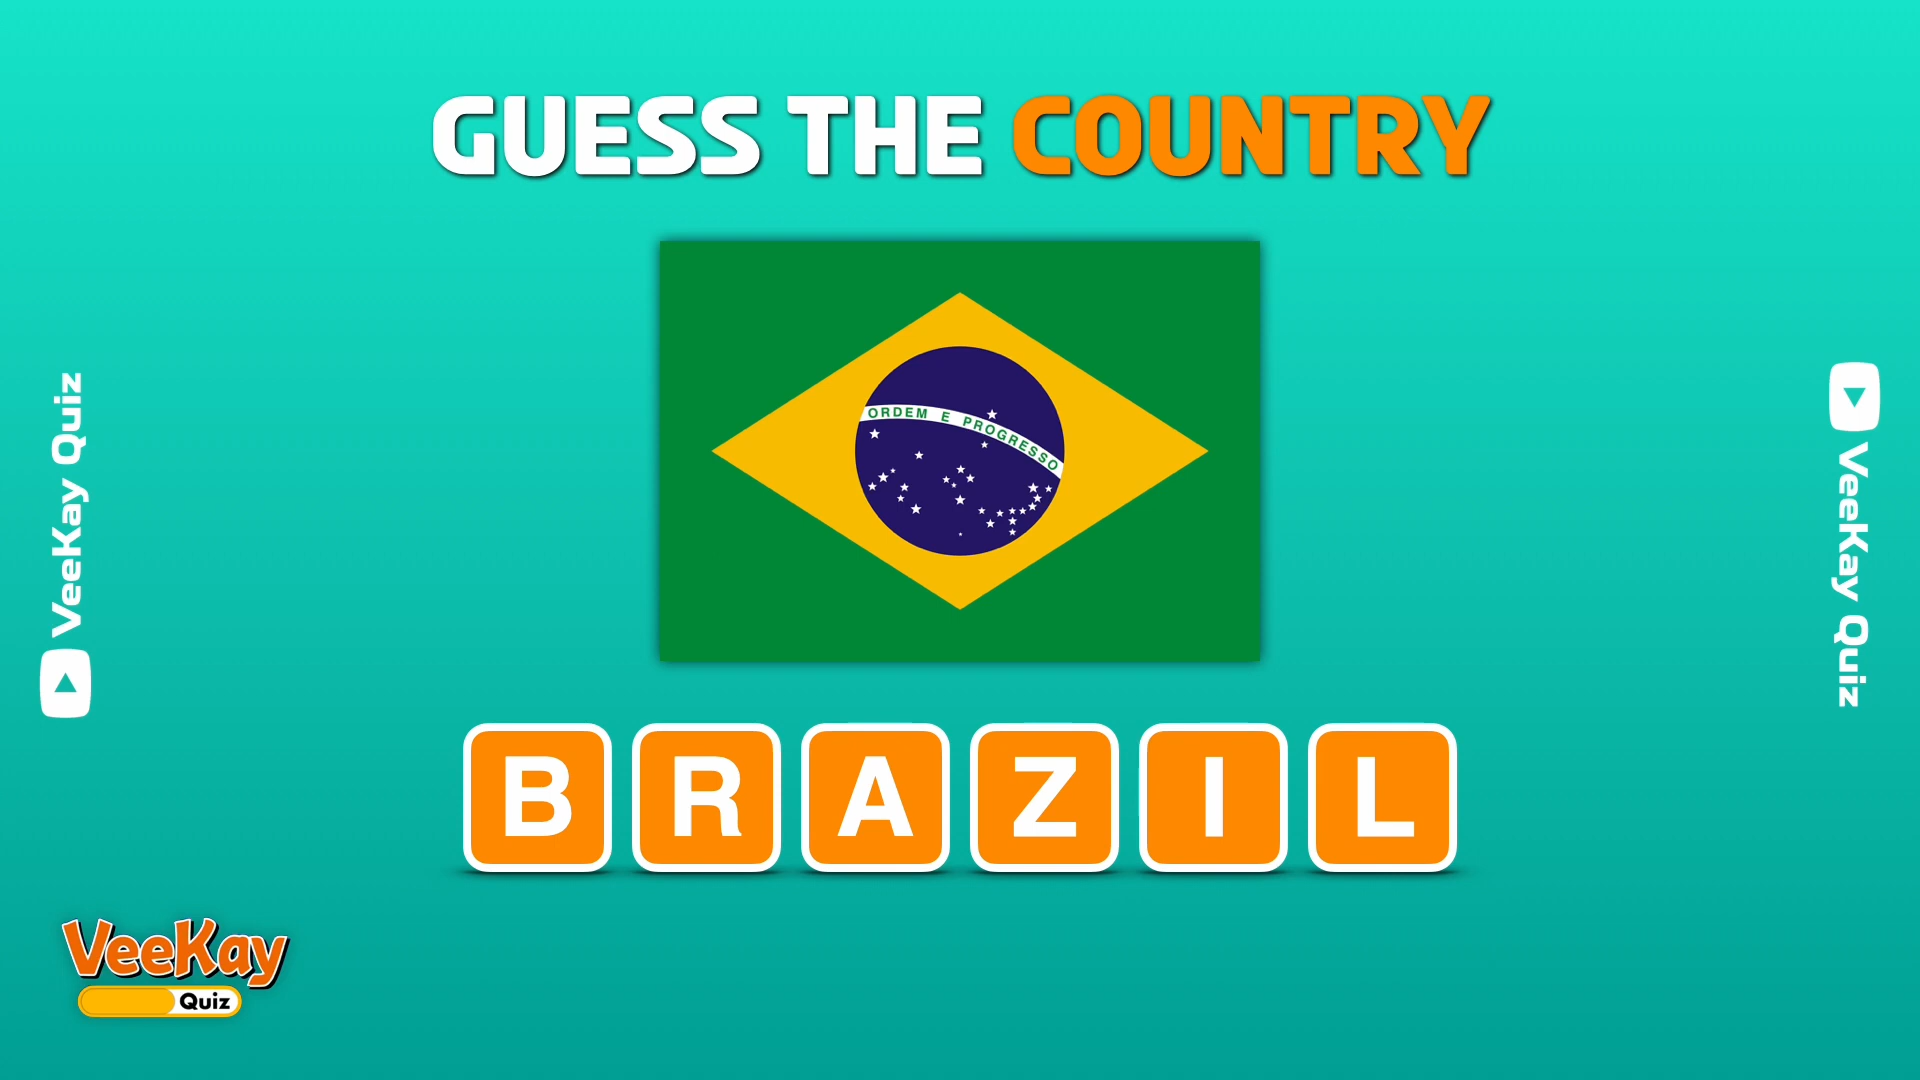 GUESS THE COUNTRY
ORDEM E PROGRESSO
VeeKay Quiz
VeeKay Quiz
BRAZIL
VeeKay
Quiz